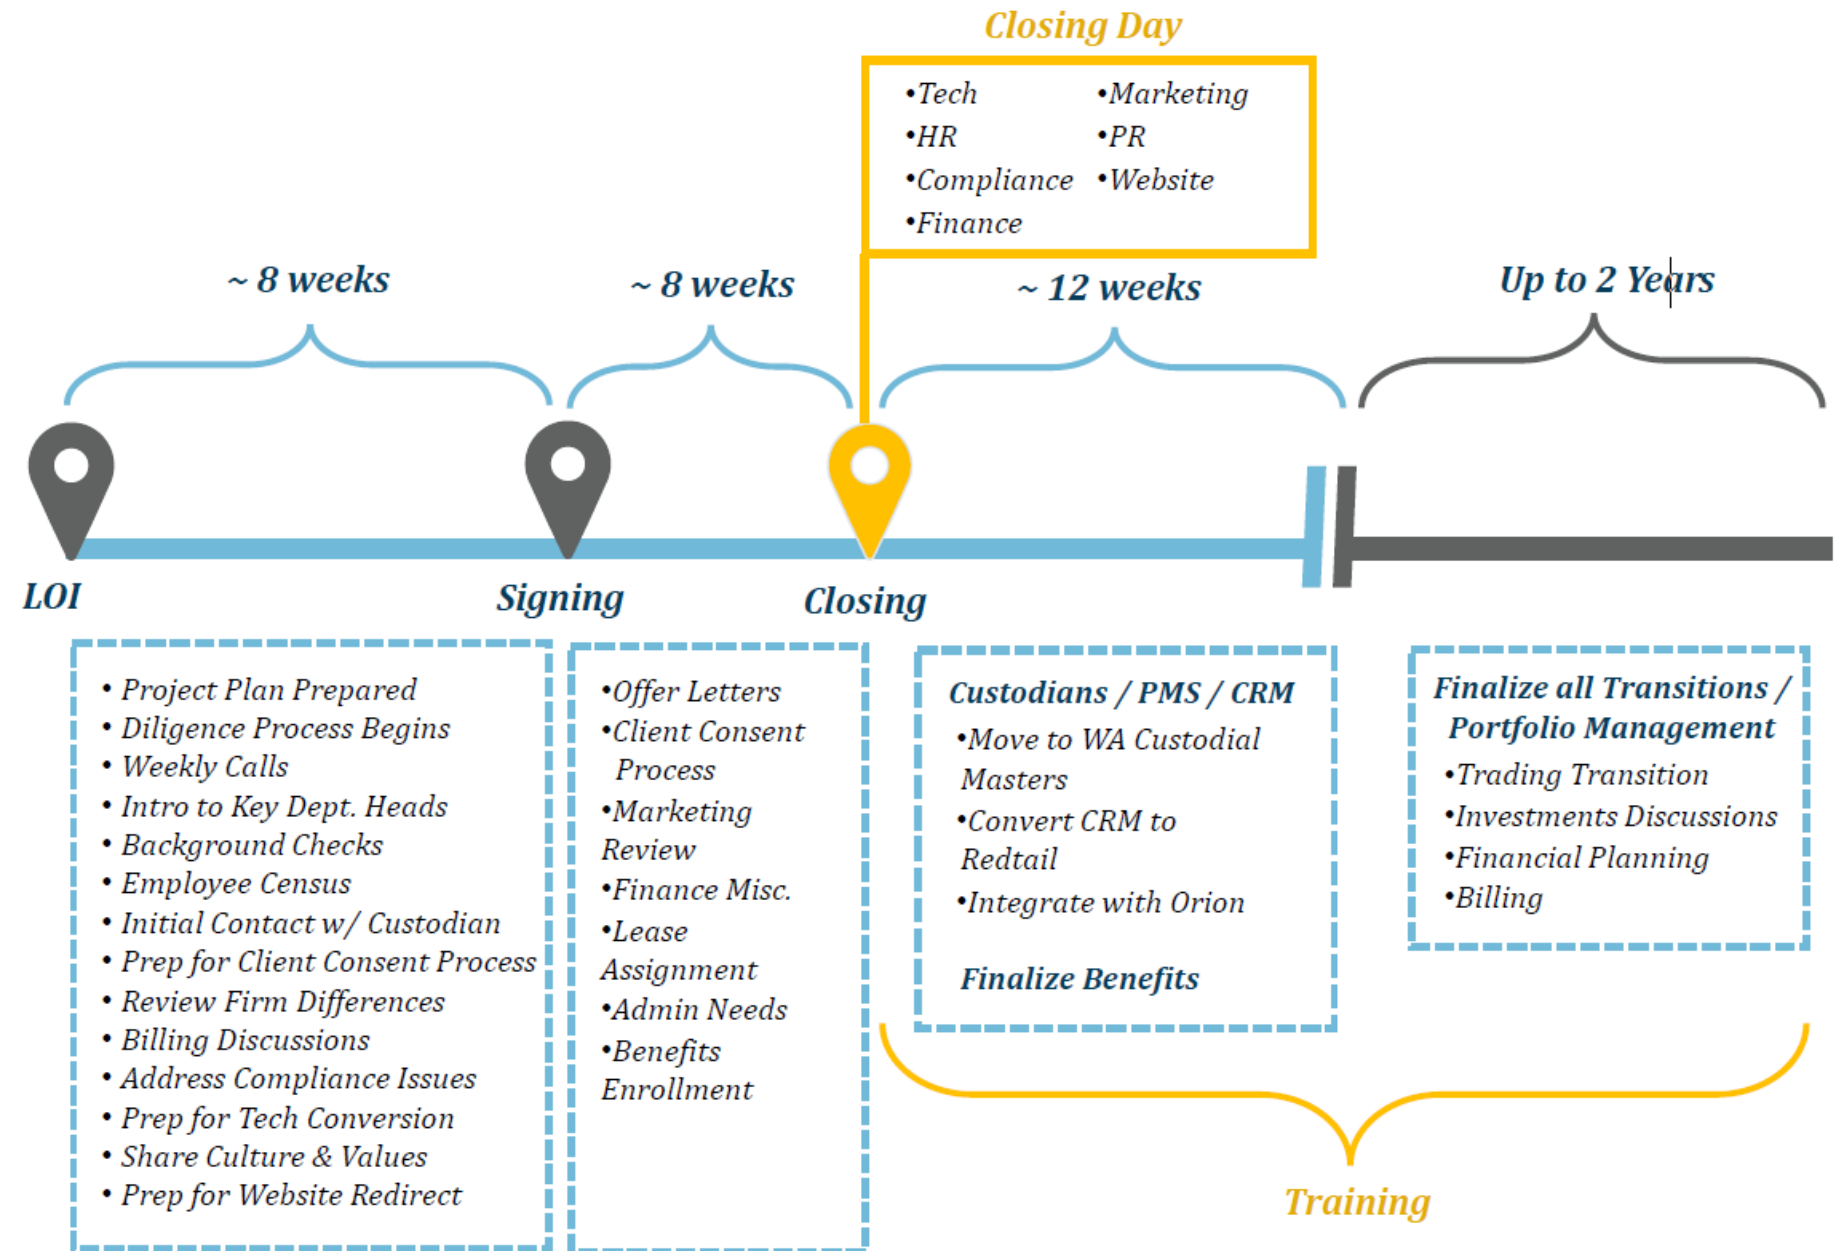 Closing Day
•Tech
•HR
•Compliance
•Finance
•Marketing
•PR
•Website
~ 8 weeks
~ 8 weeks
~ 12 weeks
Up to 2 Years
LOI
Signing
Closing
• Project Plan Prepared
• Diligence Process Begins
• Weekly Calls
• Intro to Key Dept. Heads
• Background Checks
• Employee Census
• Initial Contact w/ Custodian
• Prep for Client Consent Process
• Review Firm Differences
• Billing Discussions
• Address Compliance Issues
• Prep for Tech Conversion
• Share Culture & Values
• Prep for Website Redirect
•Offer Letters
•Client Consent
Process
•Marketing
Review
•Finance Misc.
•Lease
Assignment
•Admin Needs
•Benefits
Enrollment
Custodians / PMS / CRM
•Move to WA Custodial
Masters
•Convert CRM to
Redtail
•Integrate with Orion
Finalize Benefits
Finalize all Transitions /
Portfolio Management
•Trading Transition
•Investments Discussions
•Financial Planning
•Billing
Training